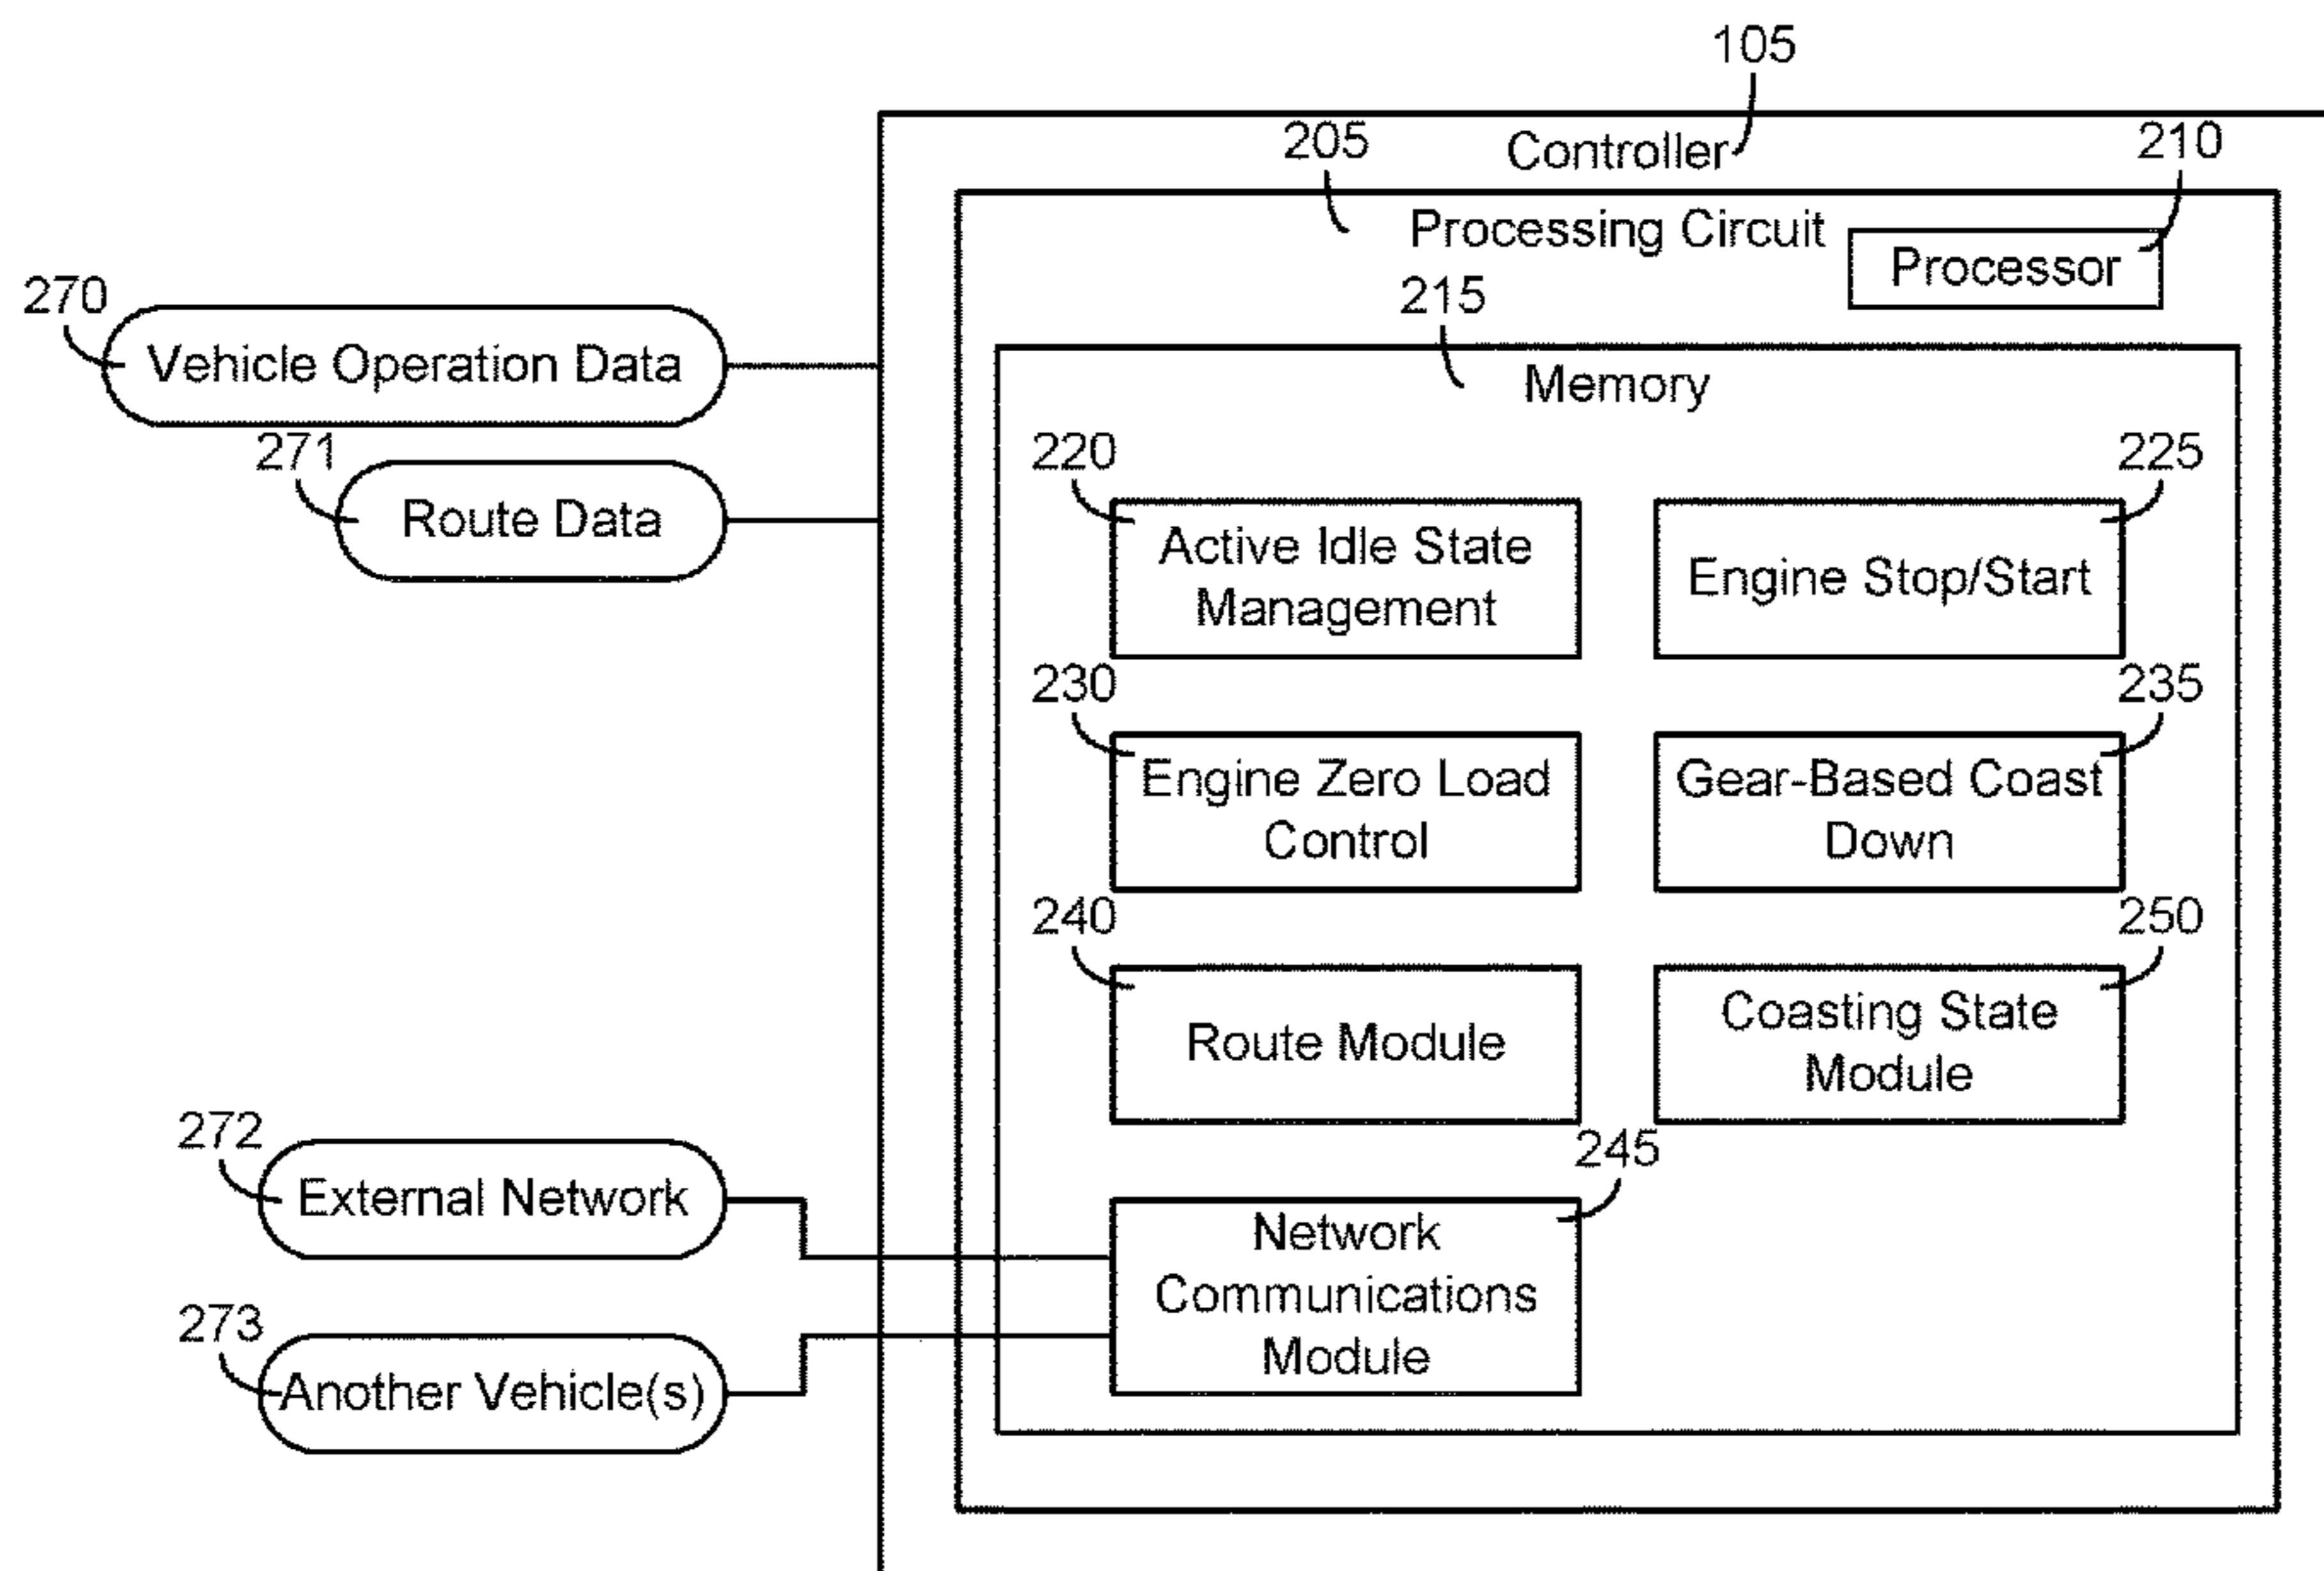 105
205
Controller
210
Processing Circuit
Processor
215
270
Vehicle Operation Data
Memory
271
Route Data
220
225
Active Idle State
Management
Engine Stop/Start
230
235
Engine Zero Load
Control
Gear-Based Coast
Down
240
250
Route Module
Coasting State
Module
272
External Network
245
Network
Communications
Module
273
Another Vehicle(s)